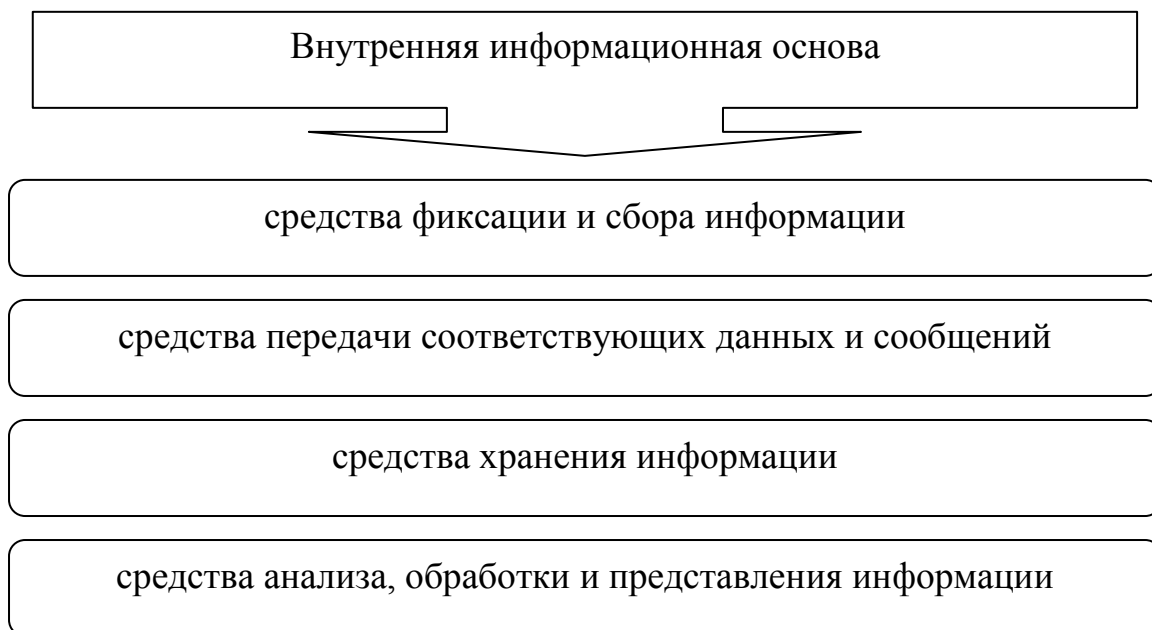 Внутренняя информационная основа
средства фиксации и сбора информации
средства передачи соответствующих данных и сообщений
средства хранения информации
средства анализа, обработки и представления информации